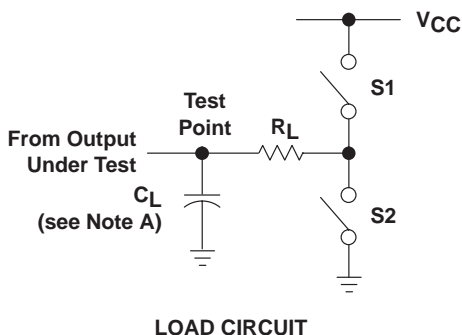 VCC
S1
Test
Point
RL
From Output
Under Test
CL
(see Note A)
S2
LOAD CIRCUIT